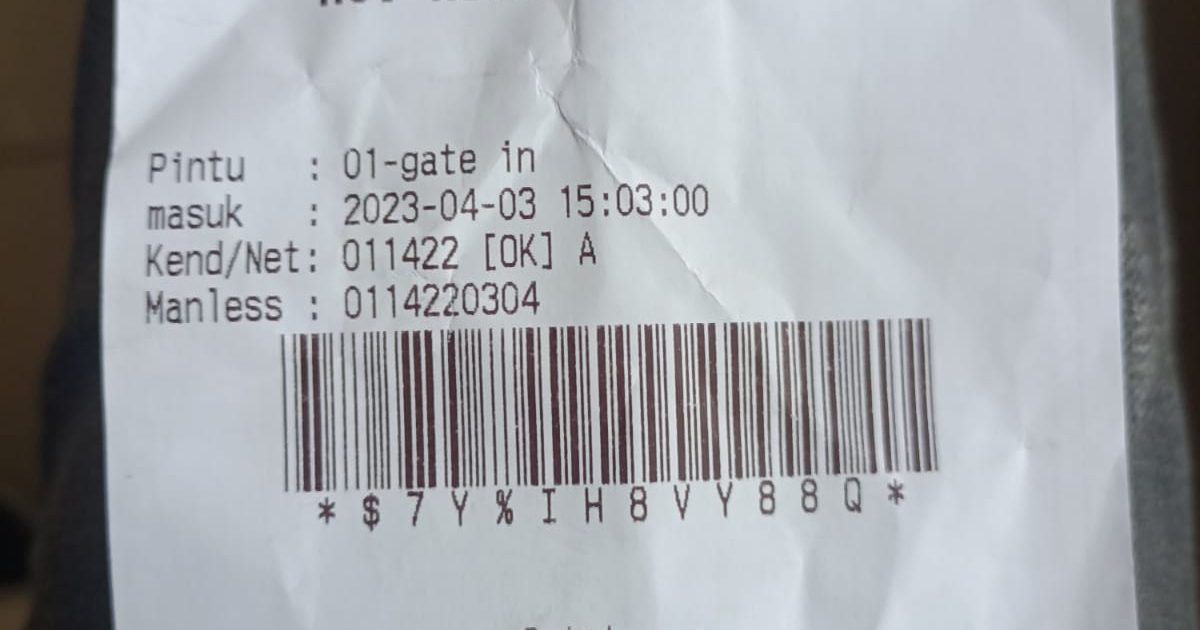 Pintu : 01-gate in
masuk : 2023-04-03 15:03:00
Kend/Net: 011422 [OK] A
Manless : 0114220304
*$7Y%IH8VY88Q*